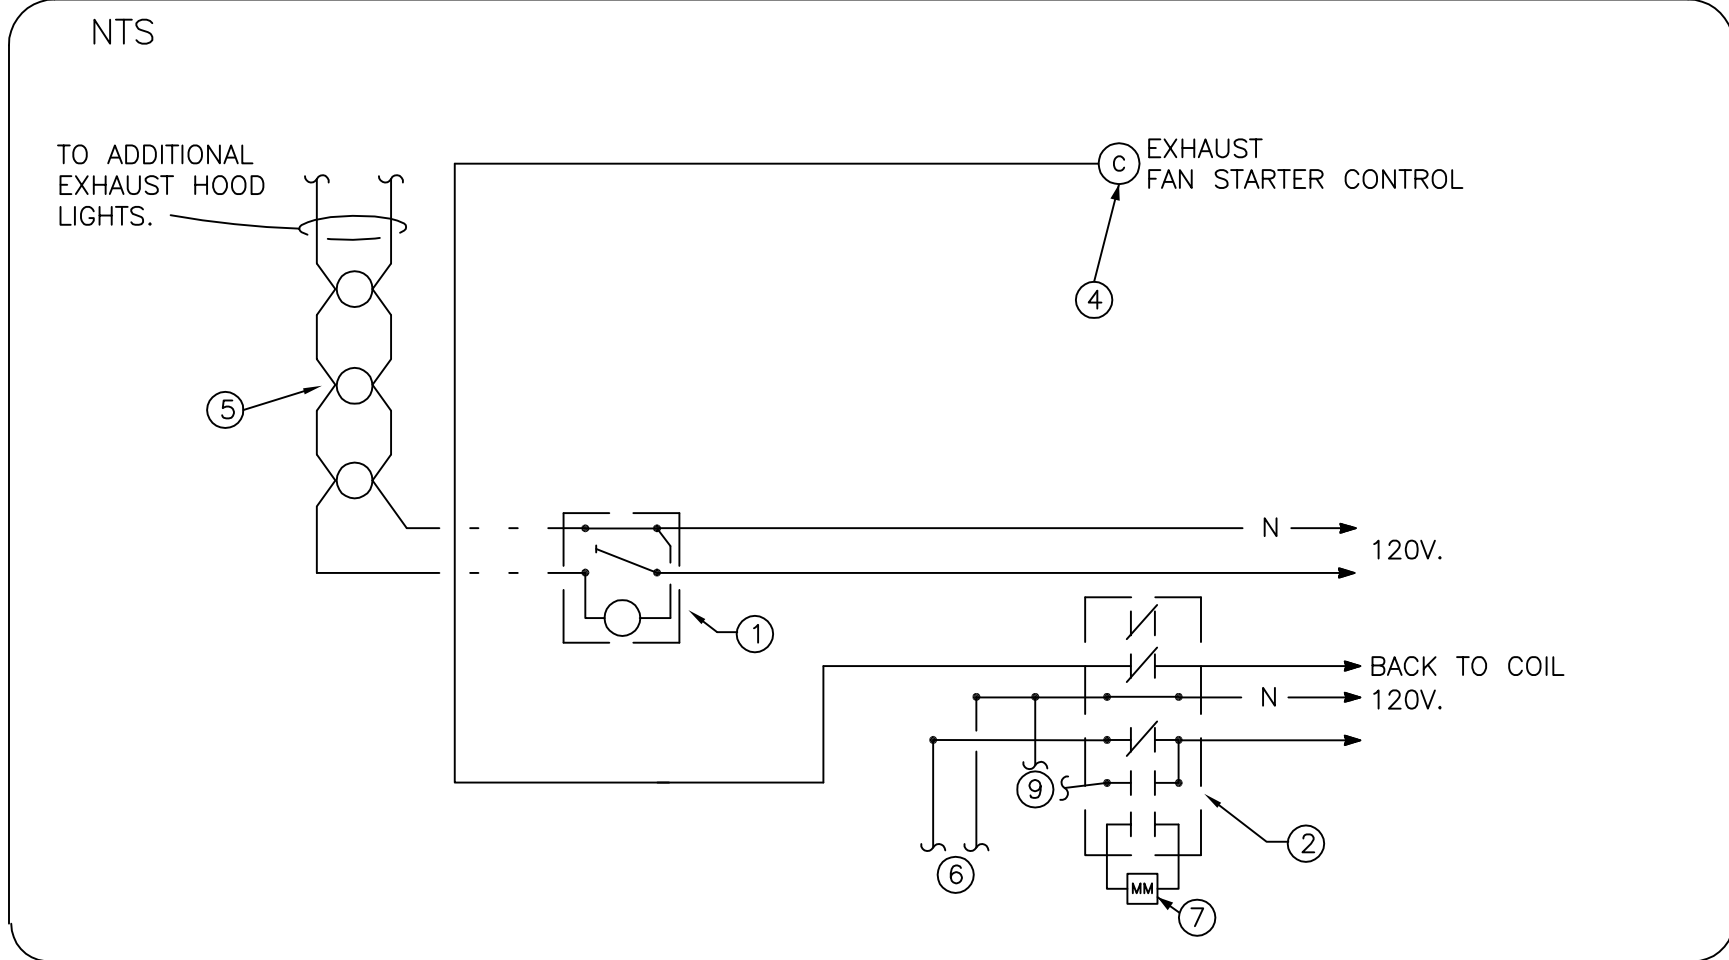 NTS
TO ADDITIONAL
EXHAUST HOOD
LIGHTS.
C
EXHAUST
FAN STARTER CONTROL
4
5
N
120V.
1
BACK TO COIL
N
120V.
9
2
6
MM
7